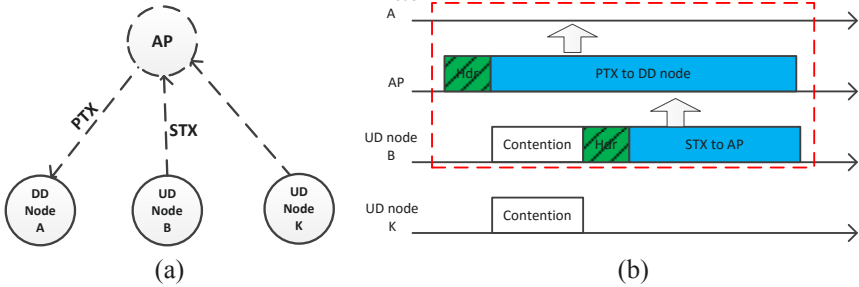 AP
PTX
STX
DD
Node
A
UD
Node
B
UD
Node
K
(a)
A
AP
Hdr
PTX to DD node
UD node
B
Contention
Hdr
STX to AP
UD node
K
Contention
(b)